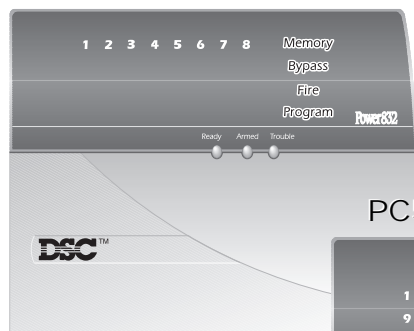 1 2 3 4 5 6 7 8 Memory
Bypass
Fire
Program Power832
Ready Armed Trouble
PC
DSC™
1
9